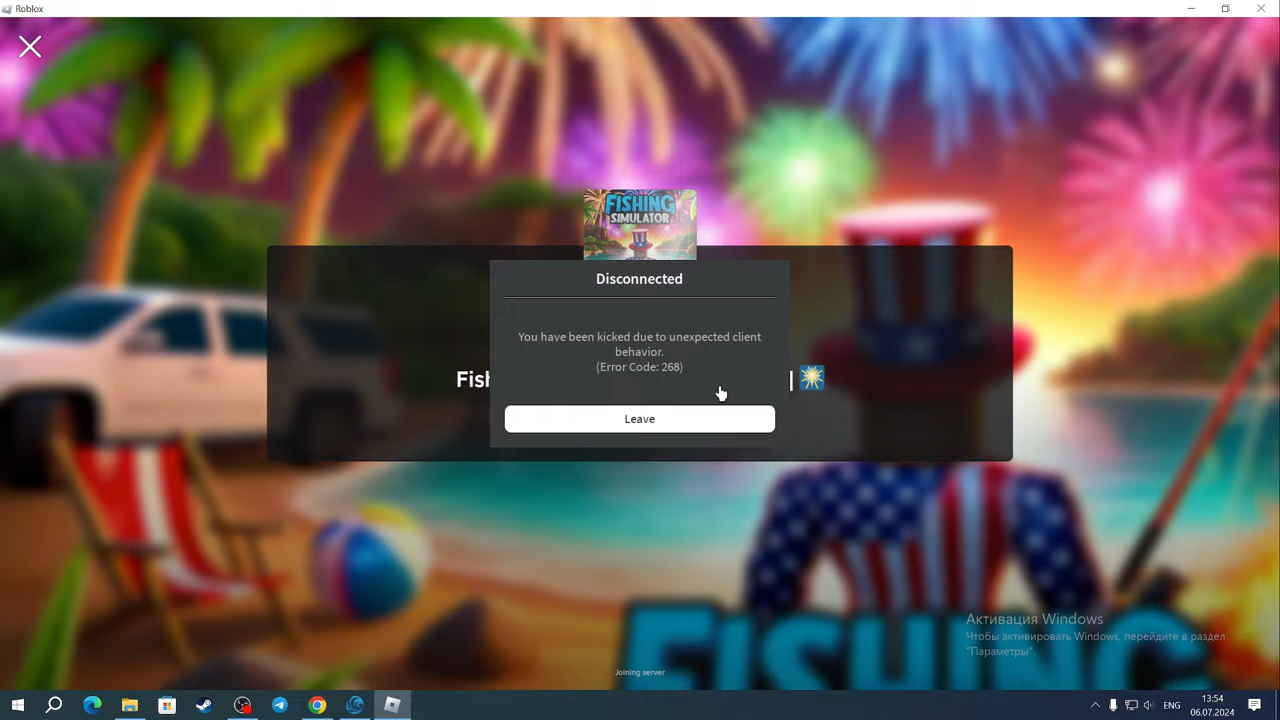 Roblox
FISHING
SIMULATOR
Disconnected
You have been kicked due to unexpected client
behavior.
(Error Code: 268)
Fish
Leave
FISHING
Активация Windows
Чтобы активировать Windows, перейдите в раздел
"Параметры".
Joining server
ENG
13:54
06.07.2024